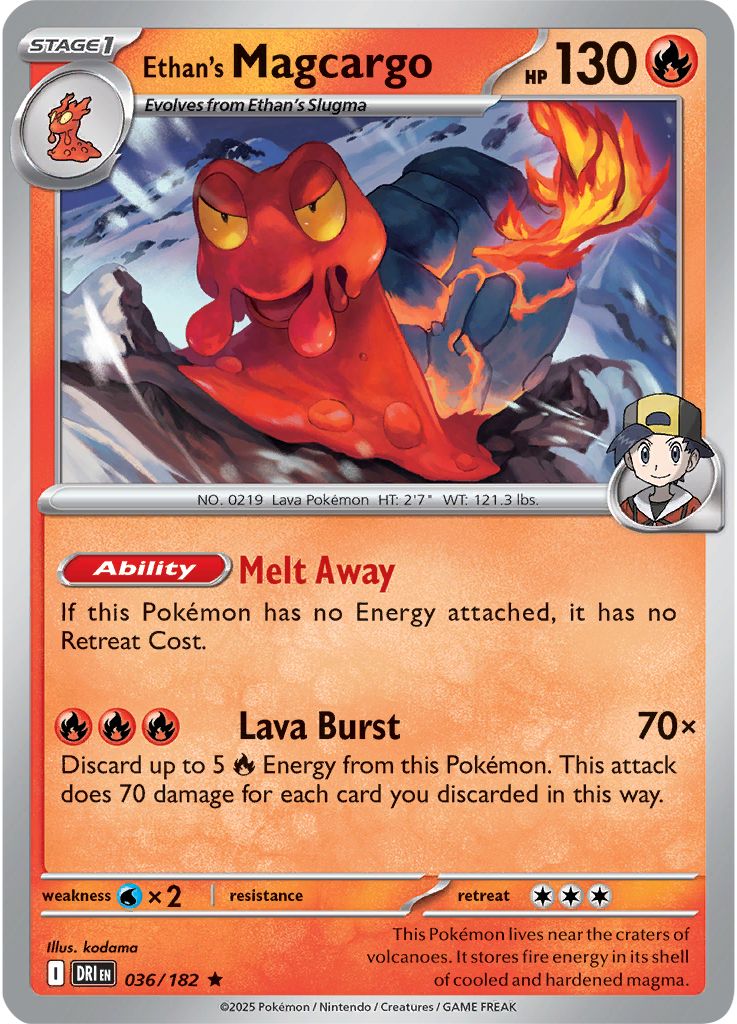 STAGE1
Ethan's Magcargo HP 130
Evolves from Ethan's Slugma
NO. 0219 Lava Pokémon HT: 2'7" WT: 121.3 lbs.
Ability Melt Away
If this Pokémon has no Energy attached, it has no
Retreat Cost.
Lava Burst 70×
Discard up to 5 Energy from this Pokémon. This attack
does 70 damage for each card you discarded in this way.
weakness ×2 resistance retreat
Illus. kodama
This Pokémon lives near the craters of
volcanoes. It stores fire energy in its shell
of cooled and hardened magma.
I DRI EN 036/182 ★
©2025 Pokémon / Nintendo / Creatures / GAME FREAK